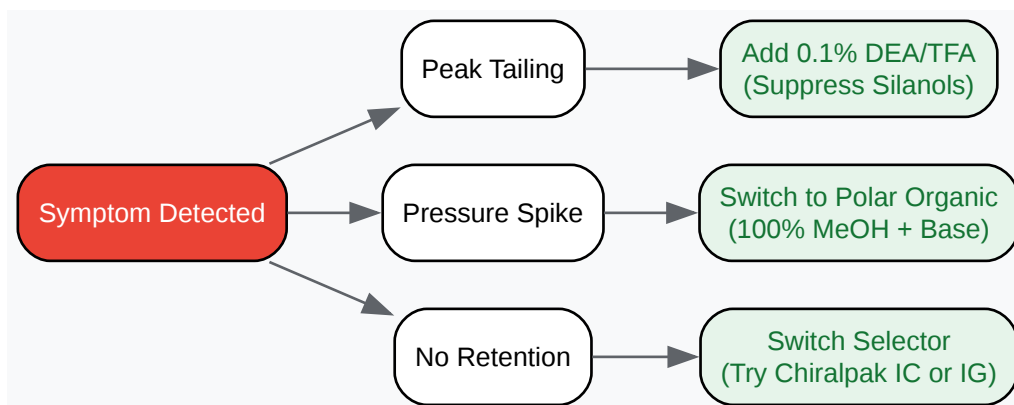 Symptom Detected
Peak Tailing
Add 0.1% DEA/TFA
(Suppress Silanols)
Pressure Spike
Switch to Polar Organic
(100% MeOH + Base)
No Retention
Switch Selector
(Try Chiralpak IC or IG)